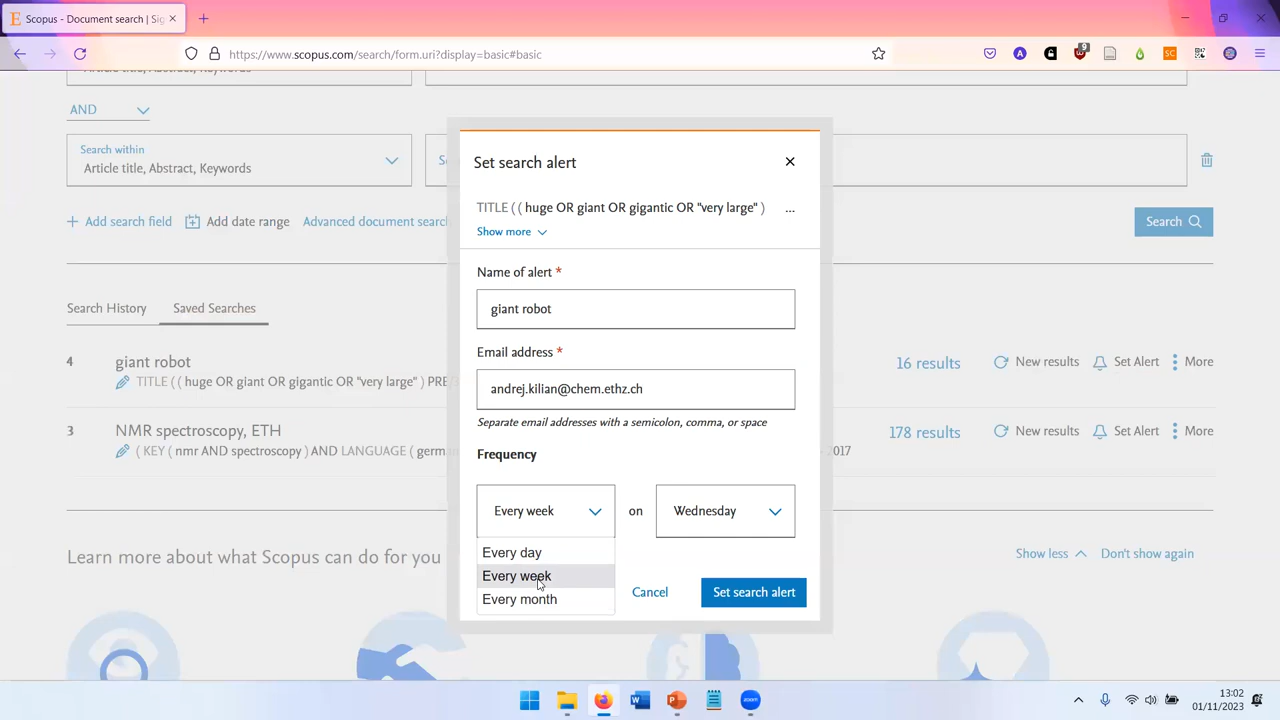 Scopus - Document search | Sig
https://www.scopus.com/search/form.uri?display=basic#basic
9
Article title, Abstract, Keywords
AND
Search within
Article title, Abstract, Keywords
Set search alert
TITLE ( ( huge OR giant OR gigantic OR "very large" ) ...
Show more
Add search field
Add date range
Advanced document search
Search
Name of alert *
giant robot
Search History
Saved Searches
Email address *
andrej.kilian@chem.ethz.ch
Separate email addresses with a semicolon, comma, or space
4
giant robot
TITLE ( ( huge OR giant OR gigantic OR "very large" ) PRE/
16 results
New results
Set Alert
More
3
NMR spectroscopy, ETH
( KEY ( nmr AND spectroscopy ) AND LANGUAGE ( germ
2017
178 results
New results
Set Alert
More
Frequency
Every week
on
Wednesday
Every day
Every week
Every month
Cancel
Set search alert
Learn more about what Scopus can do for you
Show less
Don't show again
zoom
13:02
01/11/2023